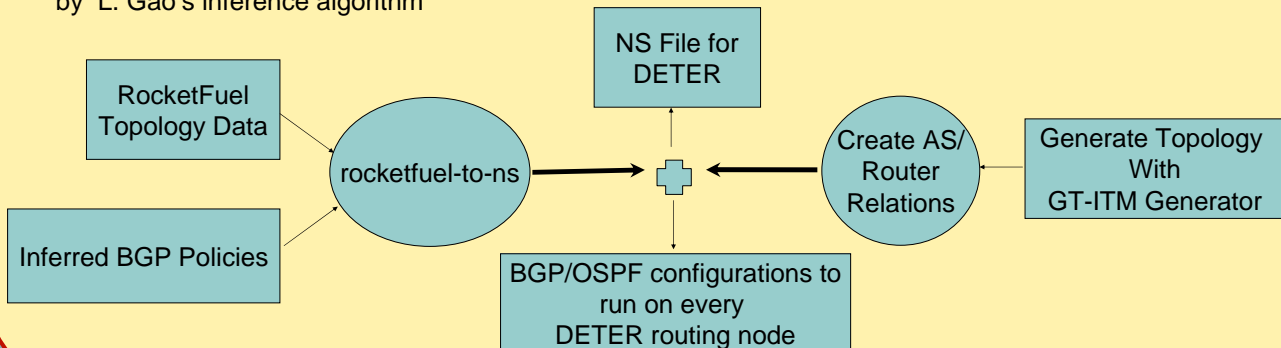 by L. Gao's inference algorithm
NS File for
DETER
RocketFuel
Topology Data
rocketfuel-to-ns
Create AS/
Router
Relations
Generate Topology
With
GT-ITM Generator
Inferred BGP Policies
BGP/OSPF configurations to
run on every
DETER routing node